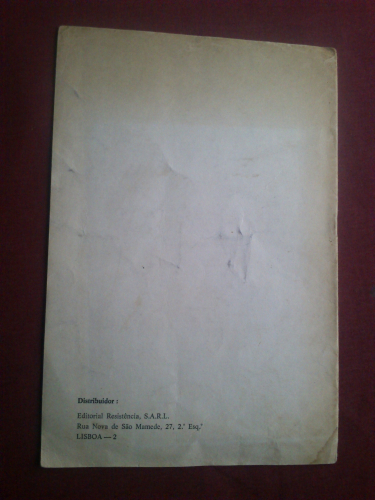 Distribuidor :
Editorial Resistência, S.A.R.L.
Rua Nova de São Mamede, 27, 2.º Esq.º
LISBOA — 2